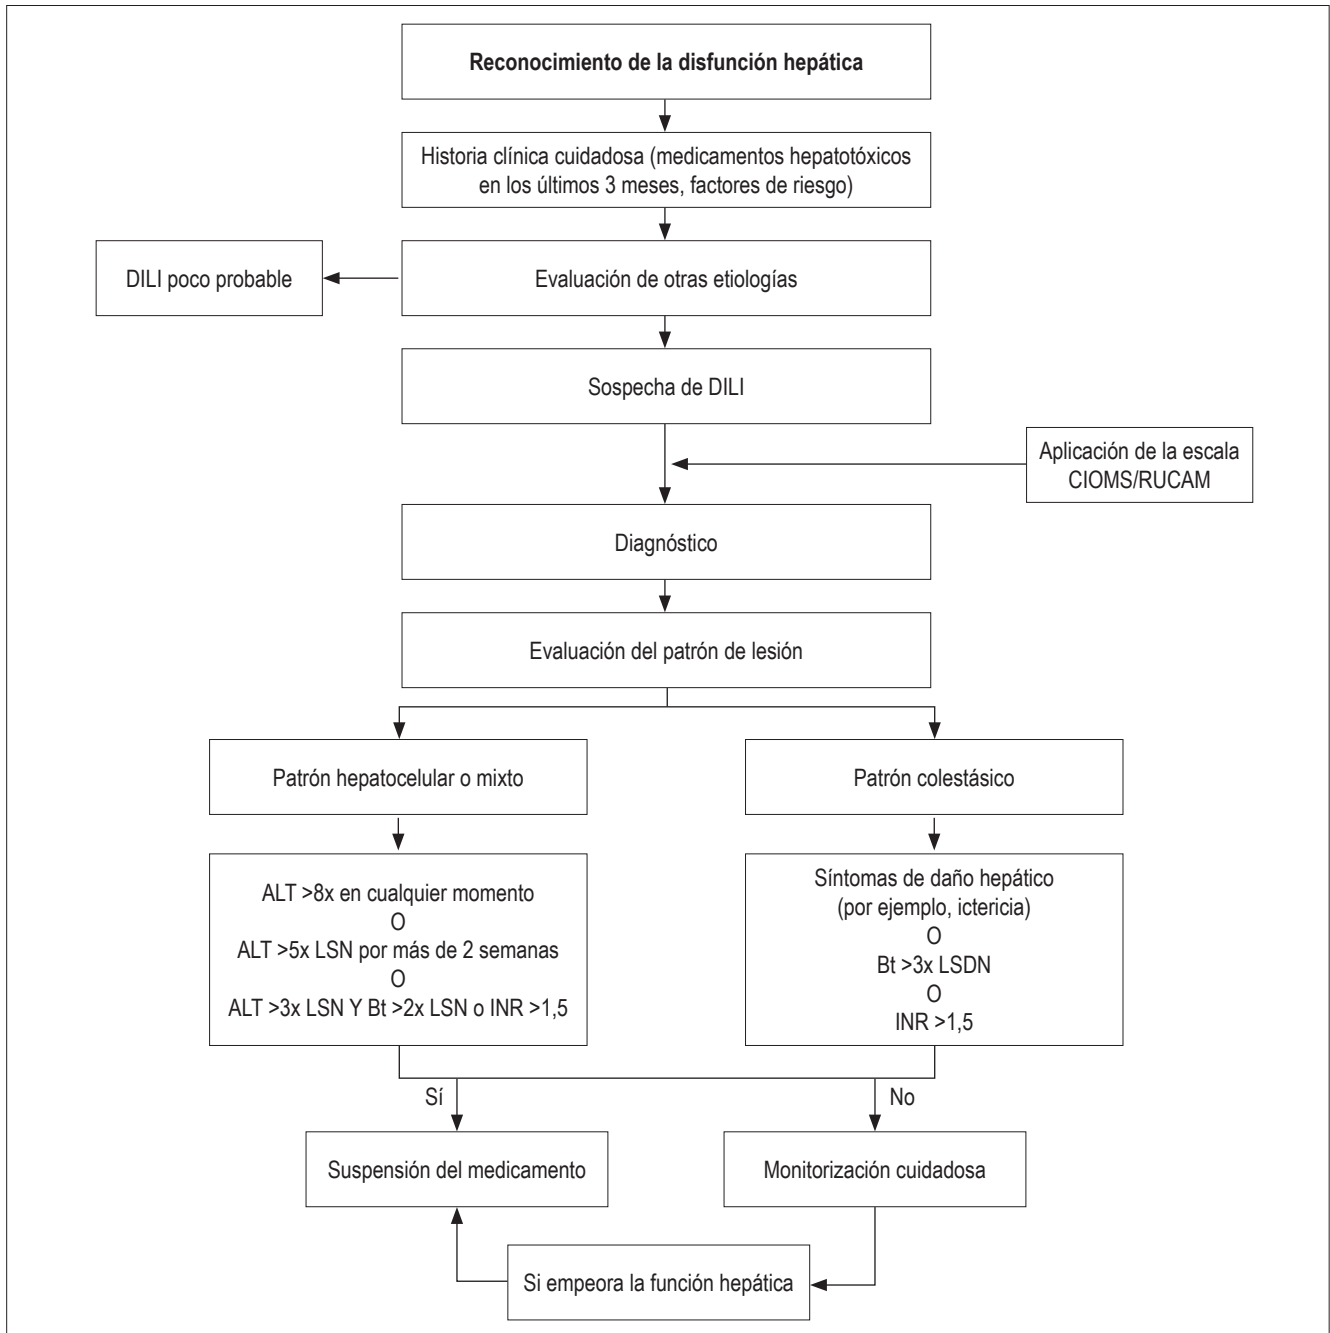 Reconocimiento de la disfunción hepática
Historia clínica cuidadosa (medicamentos hepatotóxicos
en los últimos 3 meses, factores de riesgo)
DILI poco probable
Evaluación de otras etiologías
Sospecha de DILI
Aplicación de la escala
CIOMS/RUCAM
Diagnóstico
Evaluación del patrón de lesión
Patrón hepatocelular o mixto
Patrón colestásico
ALT >8x en cualquier momento
O
ALT >5x LSN por más de 2 semanas
O
ALT >3x LSN Y Bt >2x LSN o INR >1,5
Síntomas de daño hepático
(por ejemplo, ictericia)
O
Bt >3x LSDN
O
INR >1,5
Sí
No
Suspensión del medicamento
Monitorización cuidadosa
Si empeora la función hepática